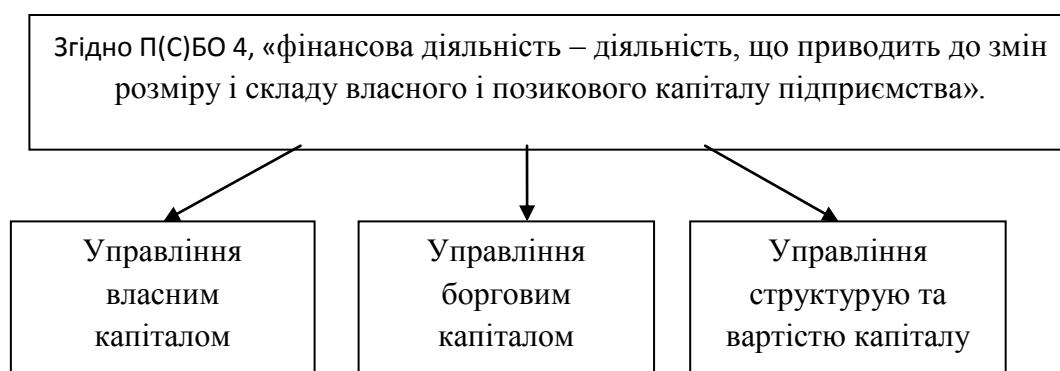 Згідно П(С)БО 4, «фінансова діяльність – діяльність, що приводить до змін
розміру і складу власного і позикового капіталу підприємства».
Управління
власним
капіталом
Управління
борговим
капіталом
Управління
структурую та
вартістю капіталу